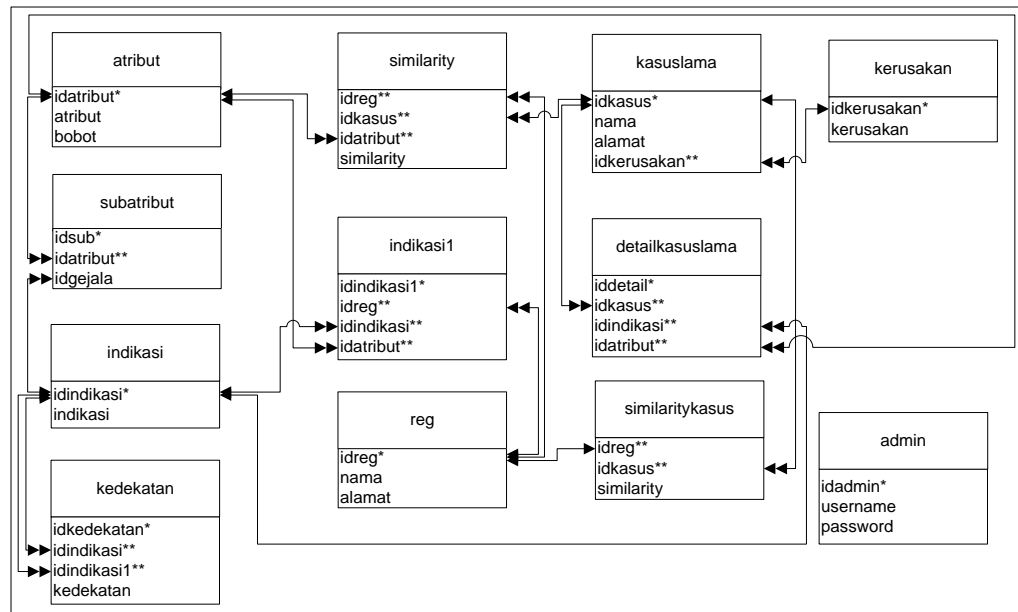 atribut
idatribut*
atribut
bobot
similarity
idreg**
idkasus**
idatribut**
similarity
kasuslama
idkasus*
nama
alamat
idkerusakan**
kerusakan
idkerusakan*
kerusakan
subatribut
idsub*
idatribut**
idgejala
indikasi1
idindikasi1*
idreg**
idindikasi**
idatribut**
detailkasuslama
iddetail*
idkasus**
idindikasi**
idatribut**
indikasi
idindikasi*
indikasi
reg
idreg*
nama
alamat
similaritykasus
idreg**
idkasus**
similarity
admin
idadmin*
username
password
kedekatan
idkedekatan*
idindikasi**
idindikasi1**
kedekatan